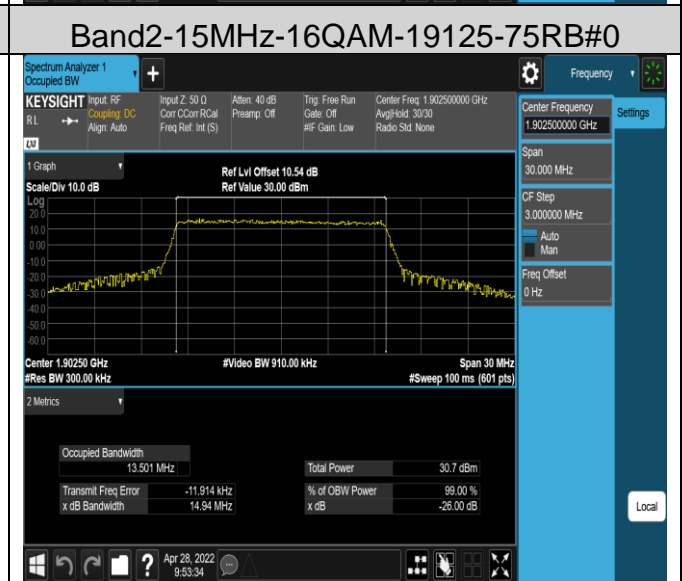 Band2-15MHz-16QAM-19125-75RB#0
Spectrum Analyzer 1
Occupied BW
Frequency
KEYSIGHT
RL
Input: RF
Coupling: DC
Align: Auto
Input Z: 50 Ω
Corr CCorr RCal
Freq Ref: Int (S)
Atten: 40 dB
Preamp: Off
Trig: Free Run
Gate: Off
#IF Gain: Low
Center Freq: 1.902500000 GHz
Avg|Hold: 30/30
Radio Std: None
Center Frequency
1.902500000 GHz
Settings
Span
30.000 MHz
CF Step
3.000000 MHz
Auto
Man
Freq Offset
0 Hz
1 Graph
Scale/Div 10.0 dB
Ref Lvl Offset 10.54 dB
Ref Value 30.00 dBm
Log
20.0
10.0
0.00
-10.0
-20.0
-30.0
-40.0
-50.0
-60.0
Center 1.90250 GHz
#Video BW 910.00 kHz
Span 30 MHz
#Res BW 300.00 kHz
#Sweep 100 ms (601 pts)
2 Metrics
Occupied Bandwidth
13.501 MHz
Total Power 30.7 dBm
Transmit Freq Error -11.914 kHz
% of OBW Power 99.00 %
x dB Bandwidth 14.94 MHz
x dB -26.00 dB
Local
Apr 28, 2022
9:53:34